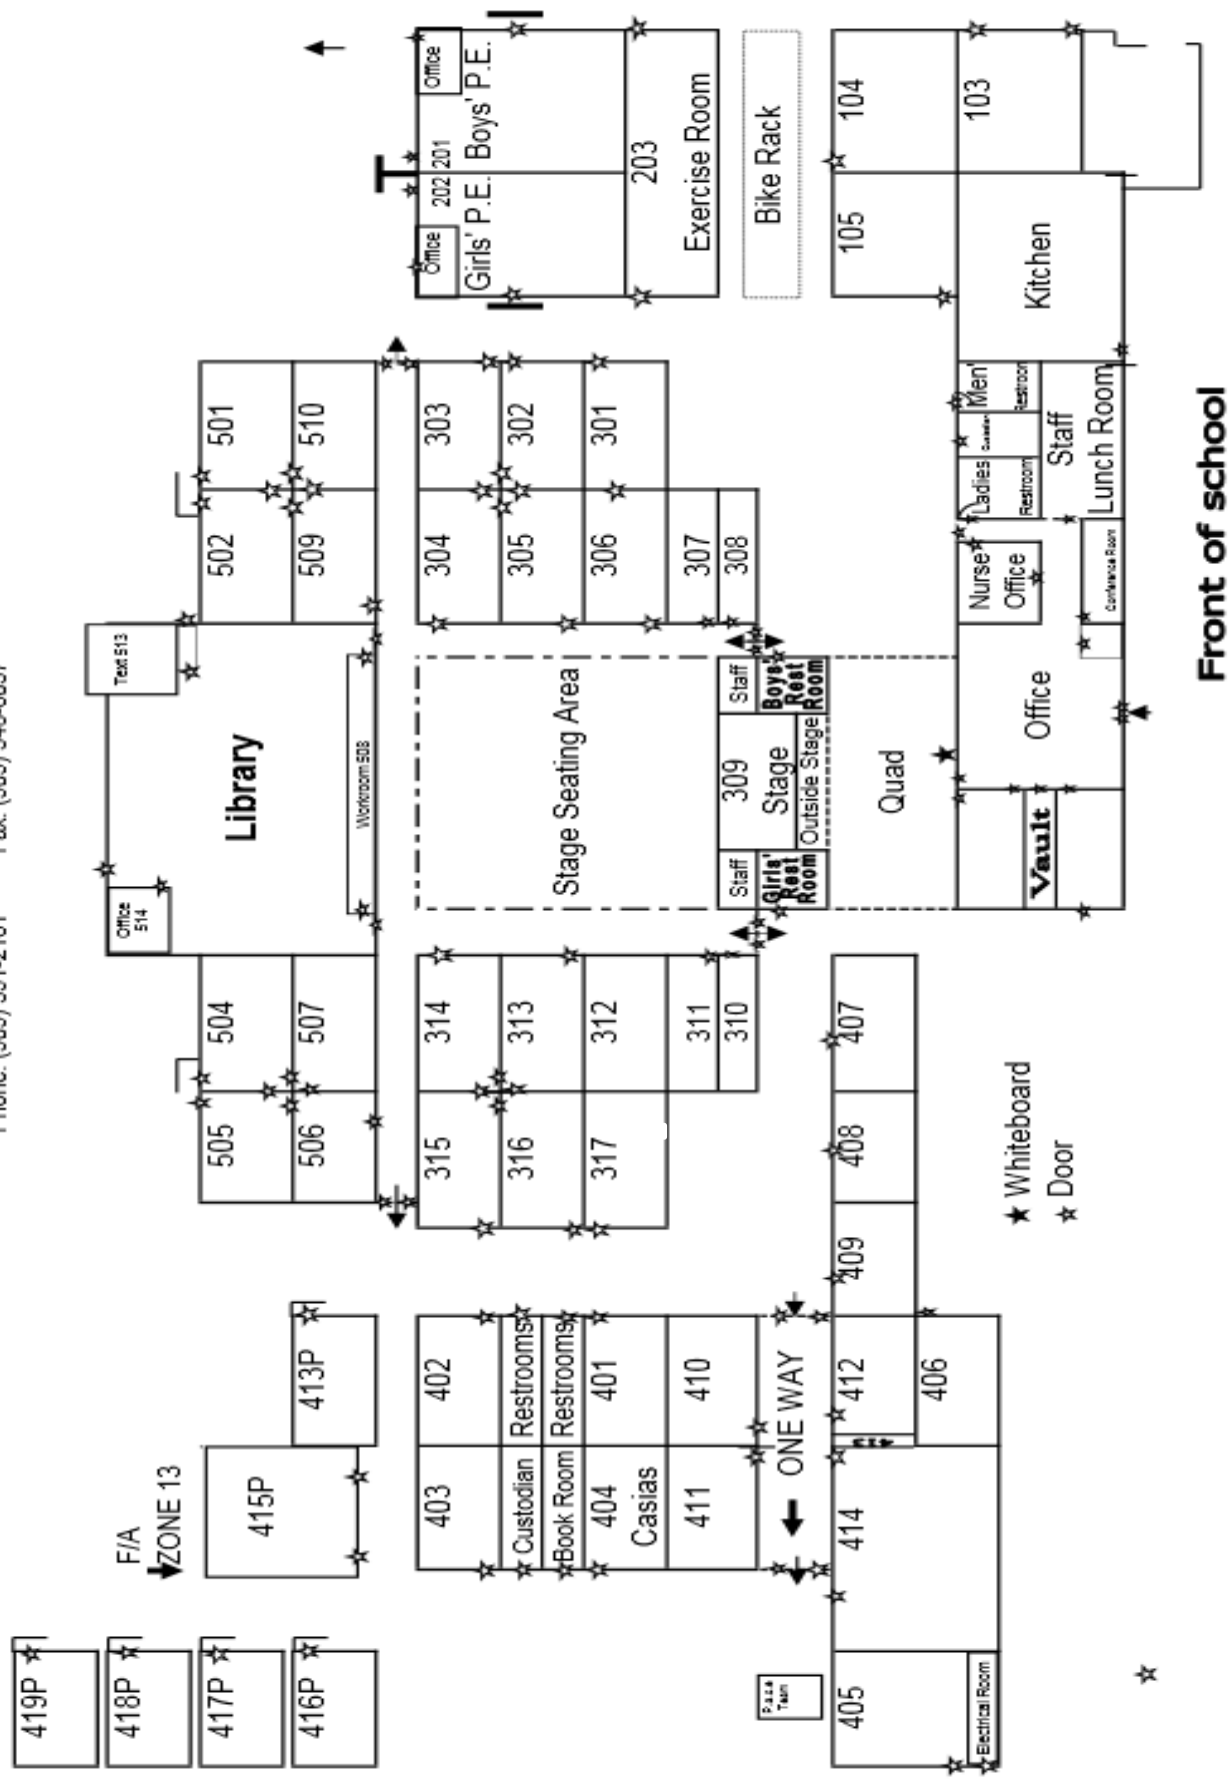 419P
F/A
418P
ZONE 13
Office
514
Text 513
417P
505
504
Library
502
501
415P
416P
413P
506
507
Workroom 508
509
510
403
402
315
314
Stage Seating Area
304
303
Office
Office
202
201
Girls' P.E.
Boys' P.E.
Custodian
Restrooms
316
313
305
302
Book Room
Restrooms
404
401
317
312
306
301
Casias
203
Exercise Room
411
410
311
307
310
Staff
309
Staff
308
Girls'
Rest
Room
Stage
Boys'
Rest
Room
Outside Stage
Bike Rack
ONE WAY
Team
405
414
412
409
408
407
Quad
105
104
406
Electrical Room
Whiteboard
Door
Vault
Office
Nurse
Office
Ladies
Restroom
Men'
Restroom
Kitchen
103
Staff
Lunch Room
Conference Room
Front of school